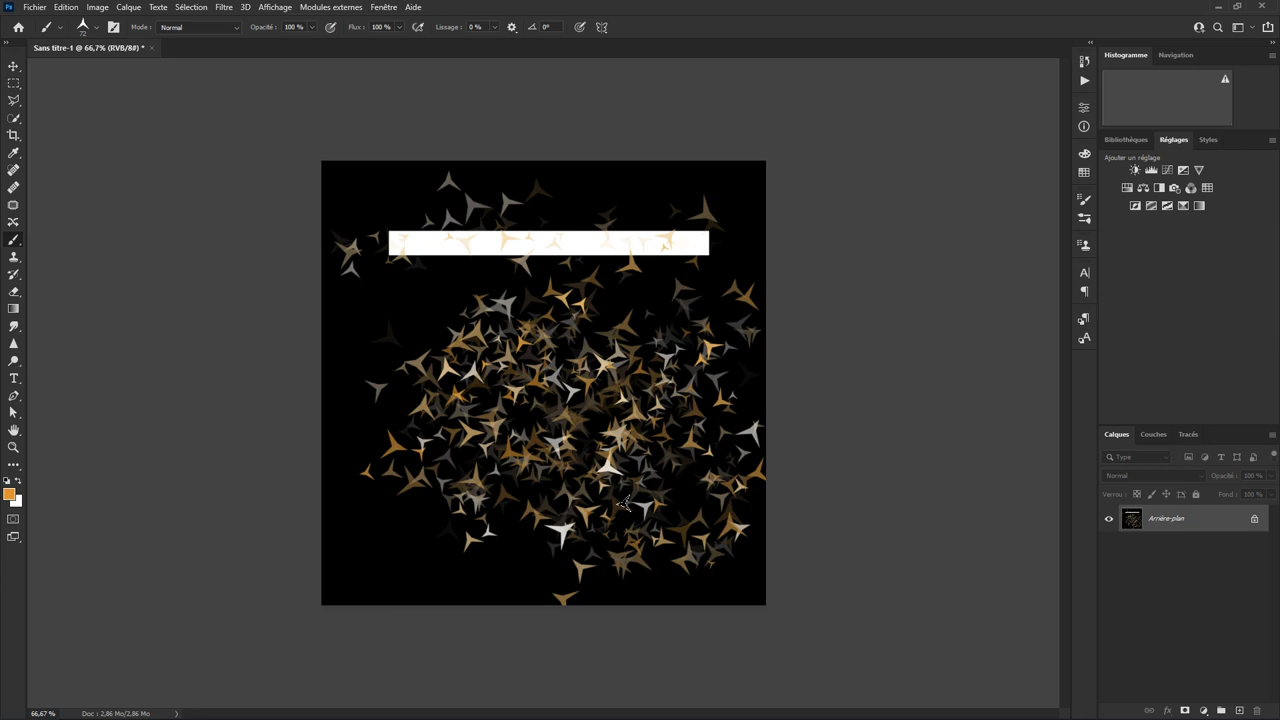 Ps Fichier Edition Image Calque Texte Sélection Filtre 3D Affichage Modules externes Fenêtre Aide
72 Mode : Normal Opacité : 100 % Flux : 100 % Lissage : 0 % 0°
Sans titre-1 @ 66,7% (RVB/8#) * ×
Histogramme Navigation
Bibliothèques Réglages Styles
Ajouter un réglage
Calques Couches Tracés
Type
Normal Opacité : 100 %
Verrou : Fond : 100 %
Arrière-plan
66,67 % Doc : 2,86 Mo/2,86 Mo